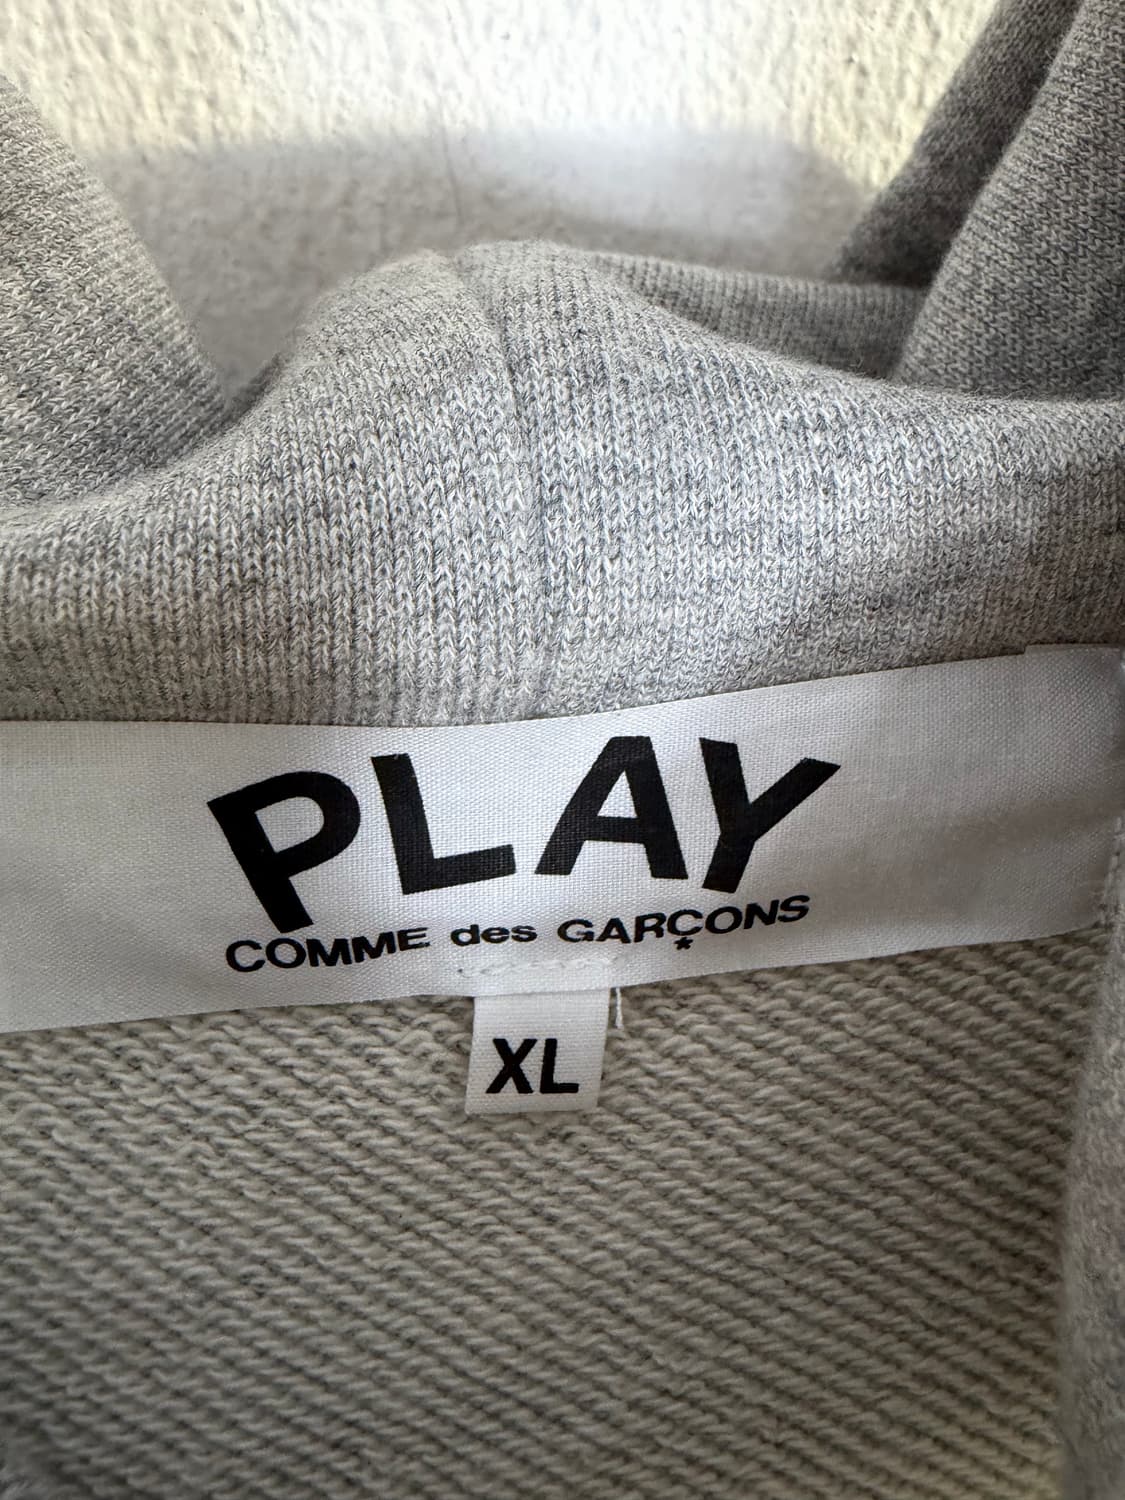 PLAY
COMME des GARÇONS
*
XL